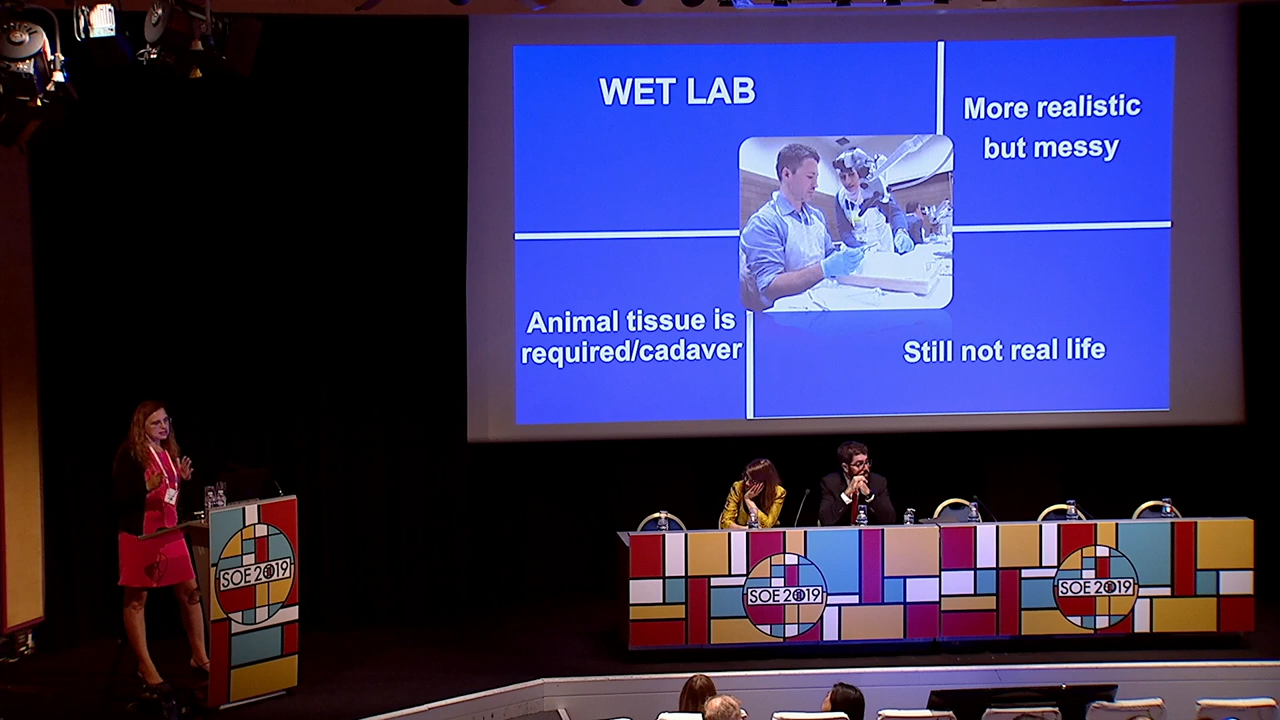 WET LAB
More realistic
but messy
Animal tissue is
required/cadaver
Still not real life
SOE 2019
SOE 2019
SOE 2019